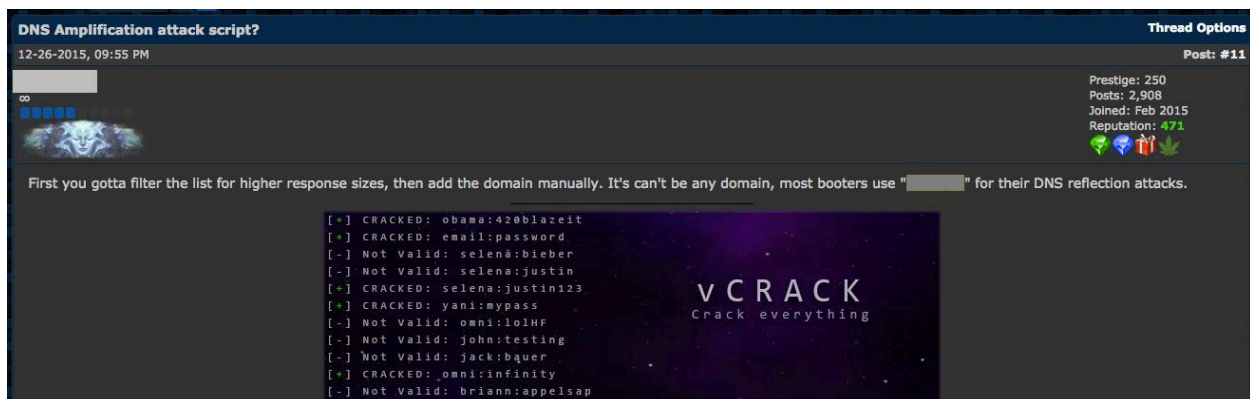 DNS Amplification attack script?
Thread Options
12-26-2015, 09:55 PM
Post: #11
∞
Prestige: 250
Posts: 2,908
Joined: Feb 2015
Reputation: 471
First you gotta filter the list for higher response sizes, then add the domain manually. It's can't be any domain, most booters use " " for their DNS reflection attacks.
[+] CRACKED: obama:420blazeit
[+] CRACKED: email:password
[-] Not Valid: selena:bieber
[-] Not Valid: selena:justin
[+] CRACKED: selena:justin123
[+] CRACKED: yani:mypass
[-] Not Valid: omni:lolHF
[-] Not Valid: john:testing
[-] Not Valid: jack:bauer
[+] CRACKED: omni:infinity
[-] Not Valid: briann:appelsap
vCRACK
Crack everything